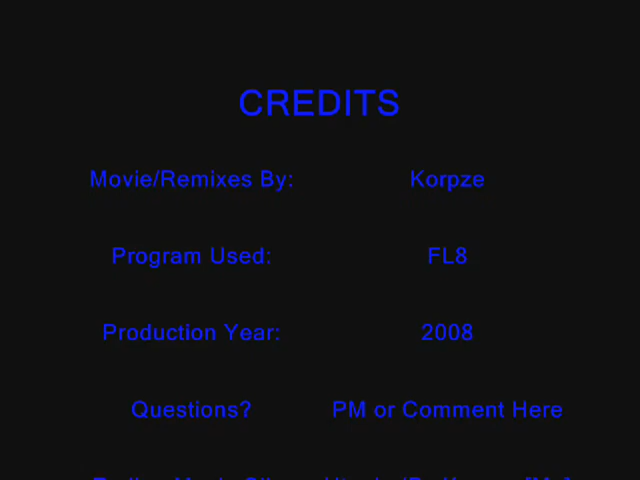 CREDITS
Movie/Remixes By: Korpze
Program Used: FL8
Production Year: 2008
Questions? PM or Comment Here